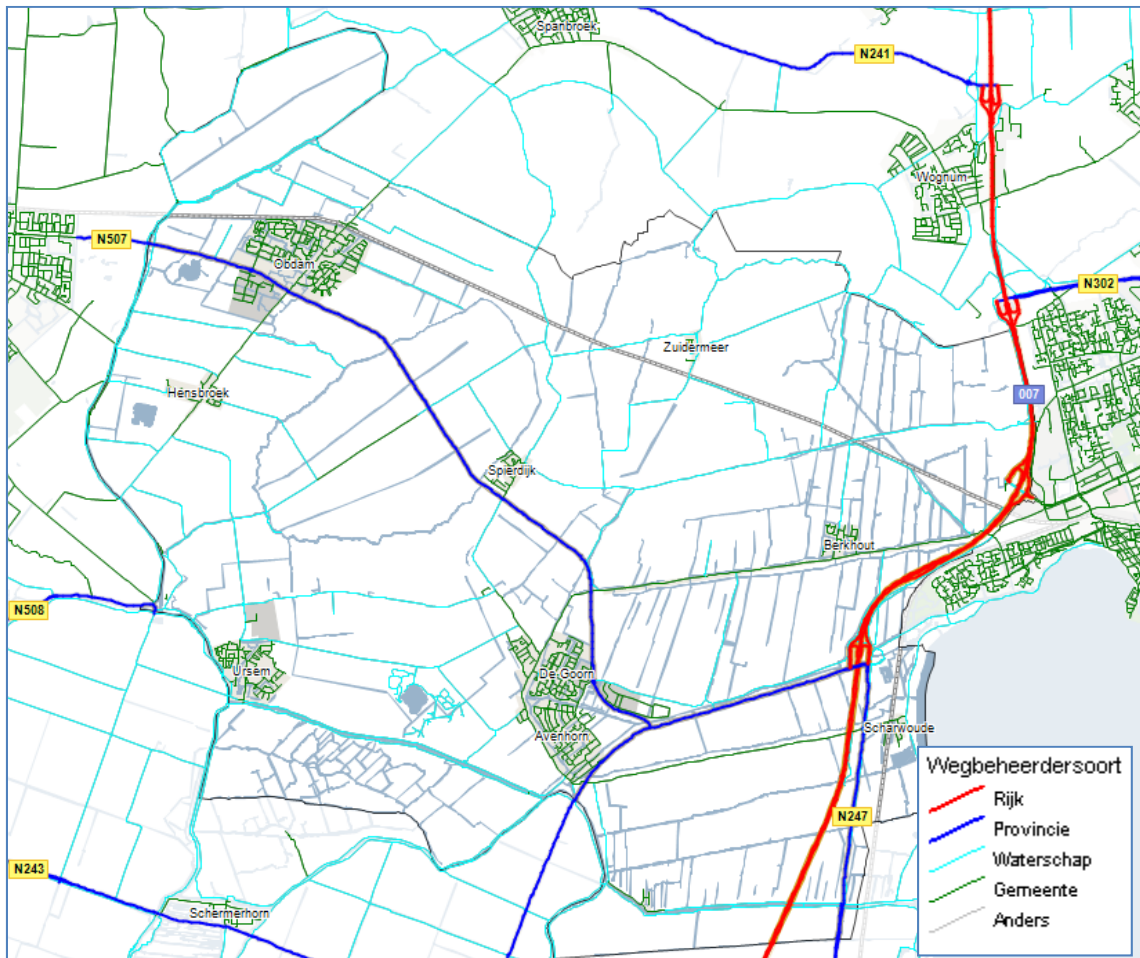 Spanbroek
N241
Wognum
N507
Obdam
N302
Zuidermeer
Hensbroek
007
Spierdijk
Berkhout
N508
Ursem
De Goorn
Scharwoude
Avenhorn
Wegbeheerdersoort
Rijk
N247
Provincie
Waterschap
N243
Gemeente
Schermerhorn
Anders